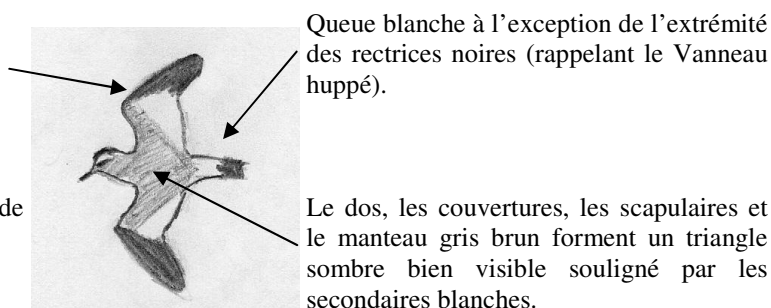 Queue blanche à l'exception de l'extrémité
des rectrices noires (rappelant le Vanneau
huppé).
de
Le dos, les couvertures, les scapulaires et
le manteau gris brun forment un triangle
sombre bien visible souligné par les
secondaires blanches.